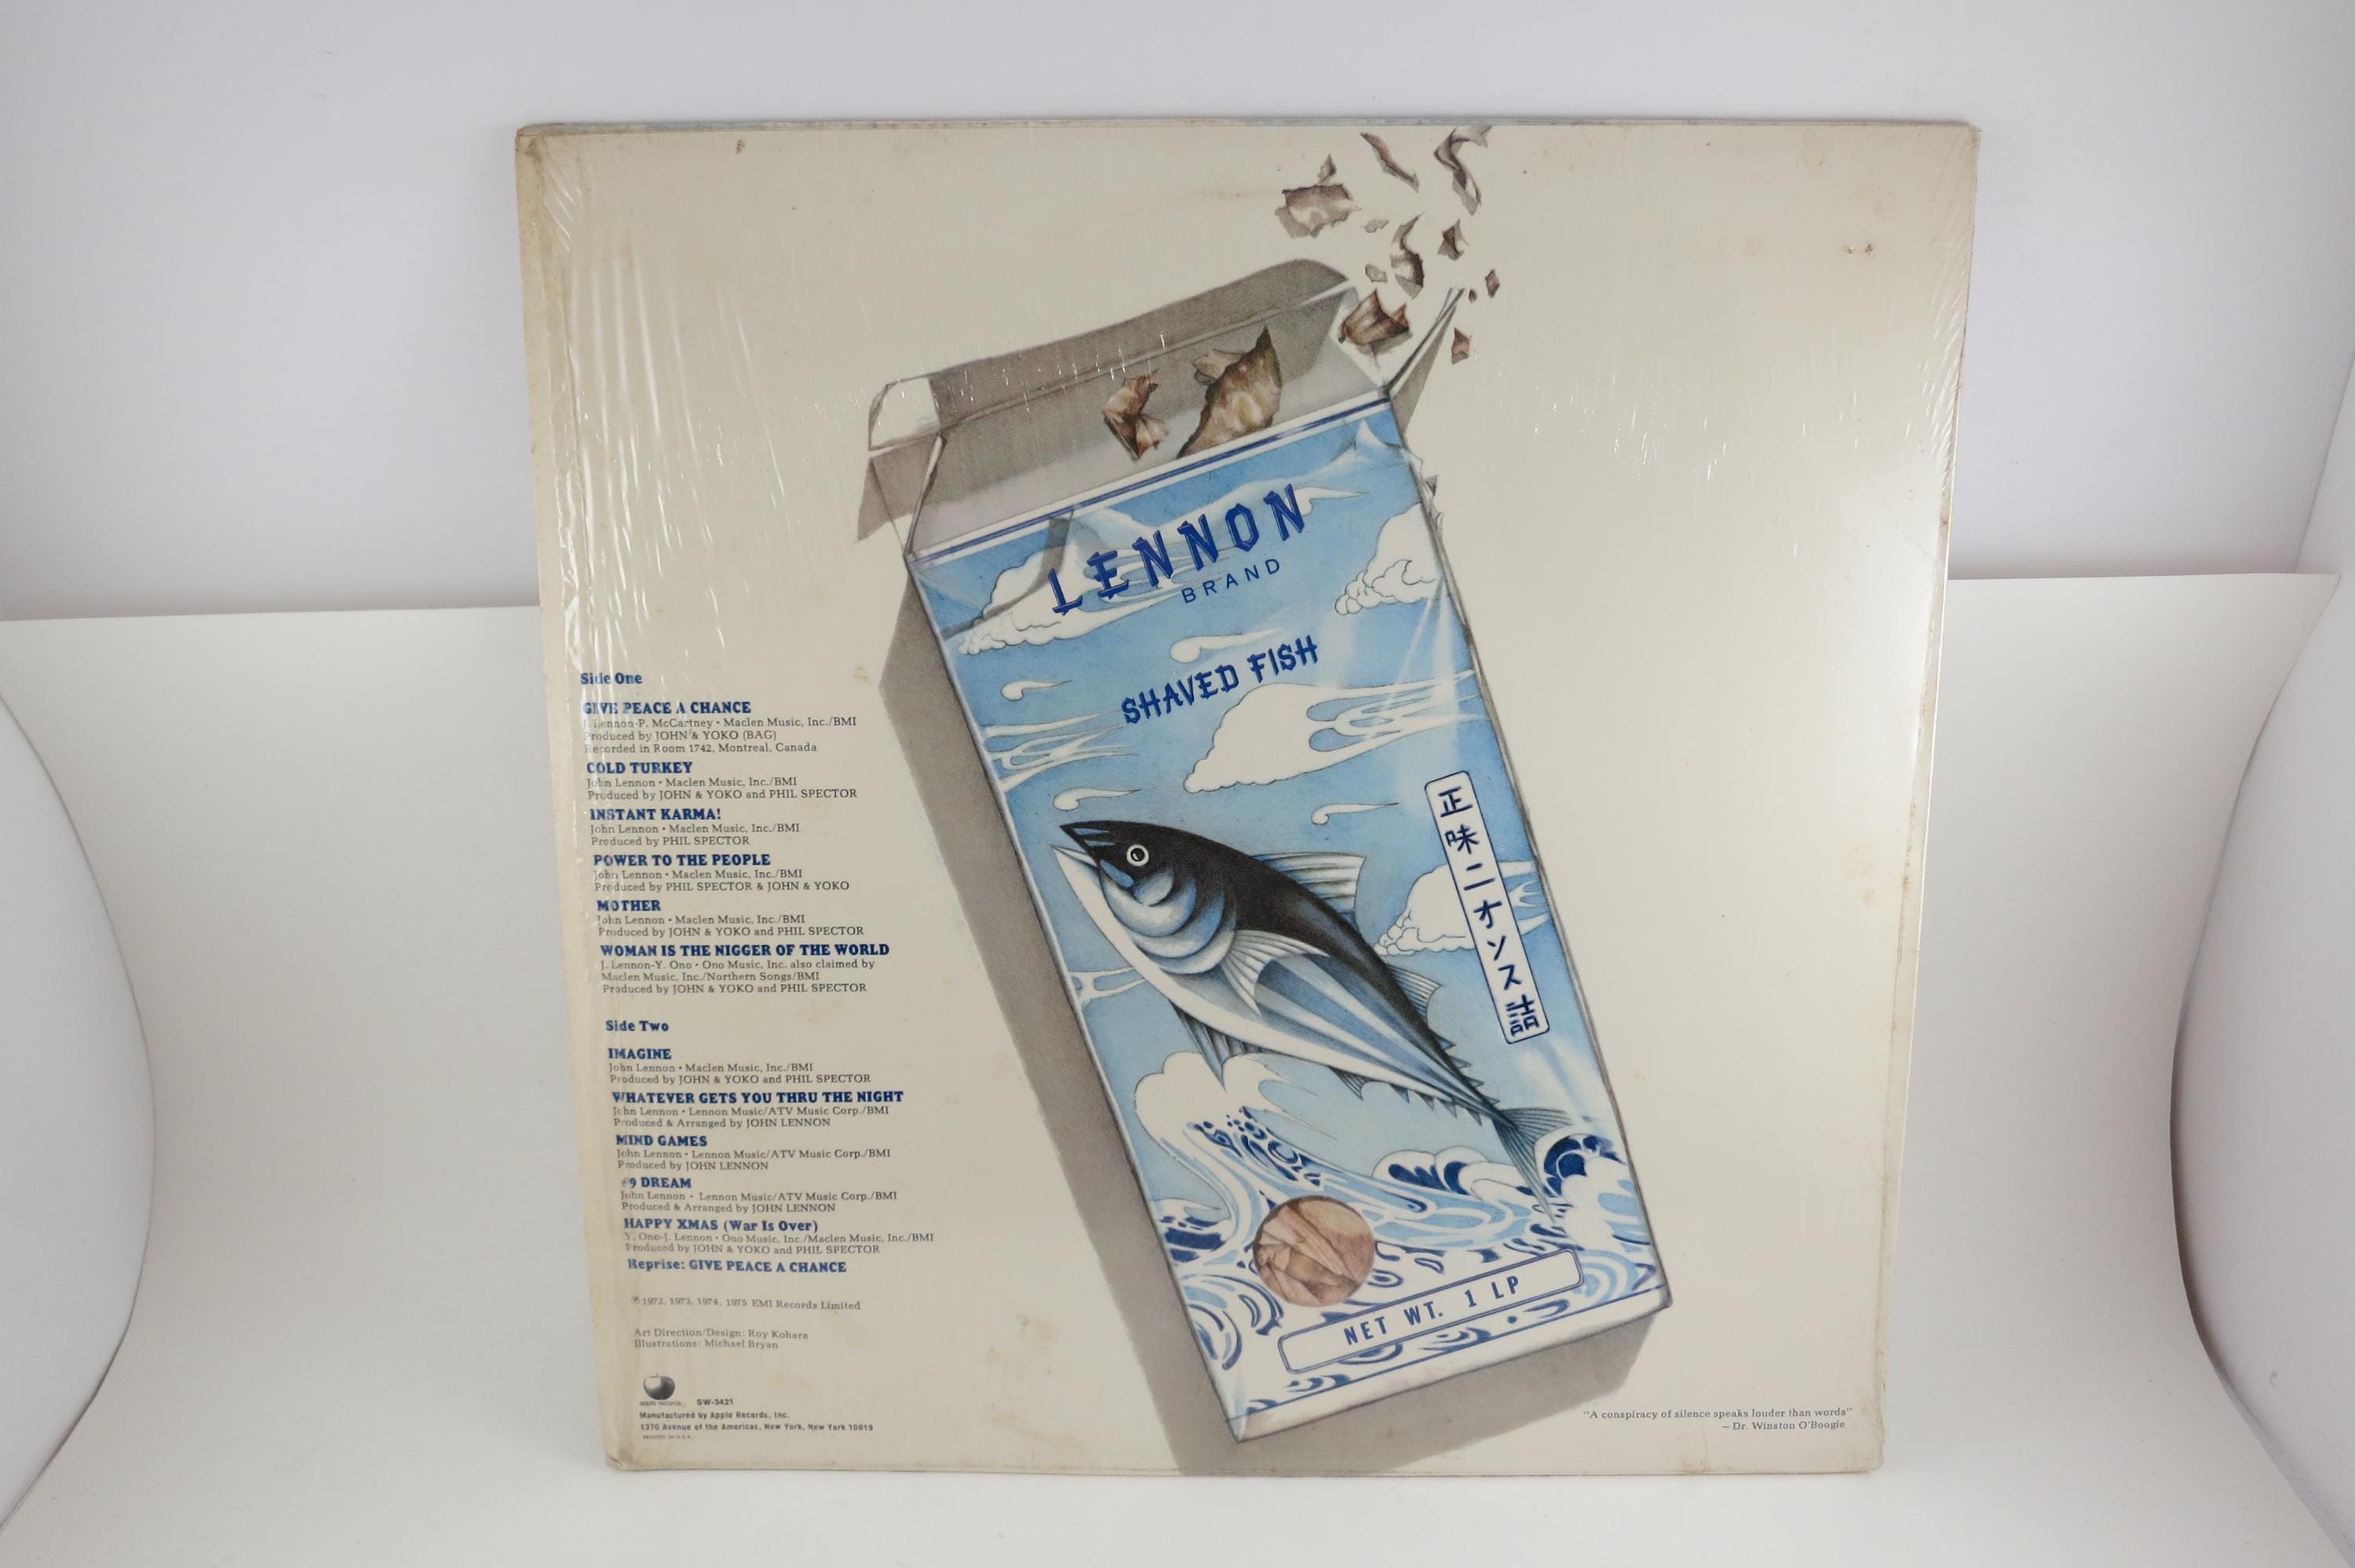 Side One
GIVE PEACE A CHANCE
J. Lennon-P. McCartney • Maclen Music, Inc./BMI
Produced by JOHN & YOKO (BAG)
Recorded in Room 1742, Montreal, Canada
COLD TURKEY
John Lennon • Maclen Music, Inc./BMI
Produced by JOHN & YOKO and PHIL SPECTOR
INSTANT KARMA!
John Lennon • Maclen Music, Inc./BMI
Produced by PHIL SPECTOR
POWER TO THE PEOPLE
John Lennon • Maclen Music, Inc./BMI
Produced by PHIL SPECTOR & JOHN & YOKO
MOTHER
John Lennon • Maclen Music, Inc./BMI
Produced by JOHN & YOKO and PHIL SPECTOR
WOMAN IS THE NIGGER OF THE WORLD
J. Lennon-Y. Ono • Ono Music, Inc. also claimed by
Maclen Music, Inc./Northern Songs/BMI
Produced by JOHN & YOKO and PHIL SPECTOR
Side Two
IMAGINE
John Lennon • Maclen Music, Inc./BMI
Produced by JOHN & YOKO and PHIL SPECTOR
WHATEVER GETS YOU THRU THE NIGHT
John Lennon • Lennon Music/ATV Music Corp./BMI
Produced & Arranged by JOHN LENNON
MIND GAMES
John Lennon • Lennon Music/ATV Music Corp./BMI
Produced by JOHN LENNON
#9 DREAM
John Lennon • Lennon Music/ATV Music Corp./BMI
Produced & Arranged by JOHN LENNON
HAPPY XMAS (War Is Over)
Y. Ono-J. Lennon • Ono Music, Inc./Maclen Music, Inc./BMI
Produced by JOHN & YOKO and PHIL SPECTOR
Reprise: GIVE PEACE A CHANCE
℗ 1972, 1973, 1974, 1975 EMI Records Limited
Art Direction/Design: Roy Kohara
Illustrations: Michael Bryan
apple records
SW-3421
Manufactured by Apple Records, Inc.
1370 Avenue of the Americas, New York, New York 10019
PRINTED IN U.S.A.
LENNON
BRAND
SHAVED FISH
正味二オンス詰
NET WT. 1 LP
"A conspiracy of silence speaks louder than words"
— Dr. Winston O'Boogie